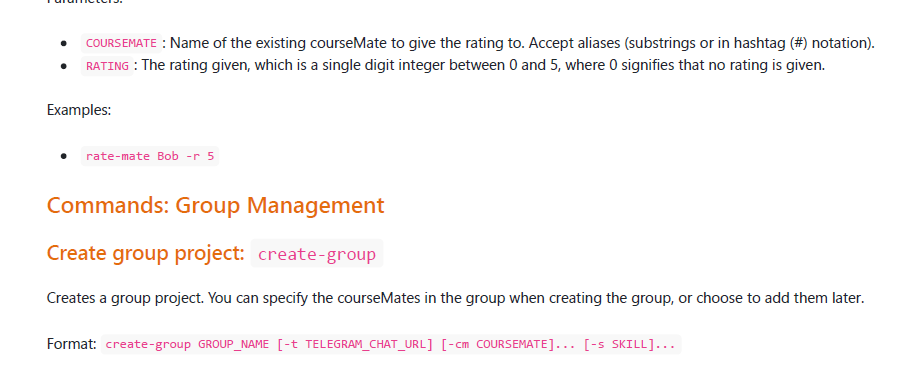 Parameters:
• COURSEMATE : Name of the existing courseMate to give the rating to. Accept aliases (substrings or in hashtag (#) notation).
• RATING : The rating given, which is a single digit integer between 0 and 5, where 0 signifies that no rating is given.
Examples:
• rate-mate Bob -r 5
Commands: Group Management
Create group project: create-group
Creates a group project. You can specify the courseMates in the group when creating the group, or choose to add them later.
Format: create-group GROUP_NAME [-t TELEGRAM_CHAT_URL] [-cm COURSEMATE]... [-s SKILL]...